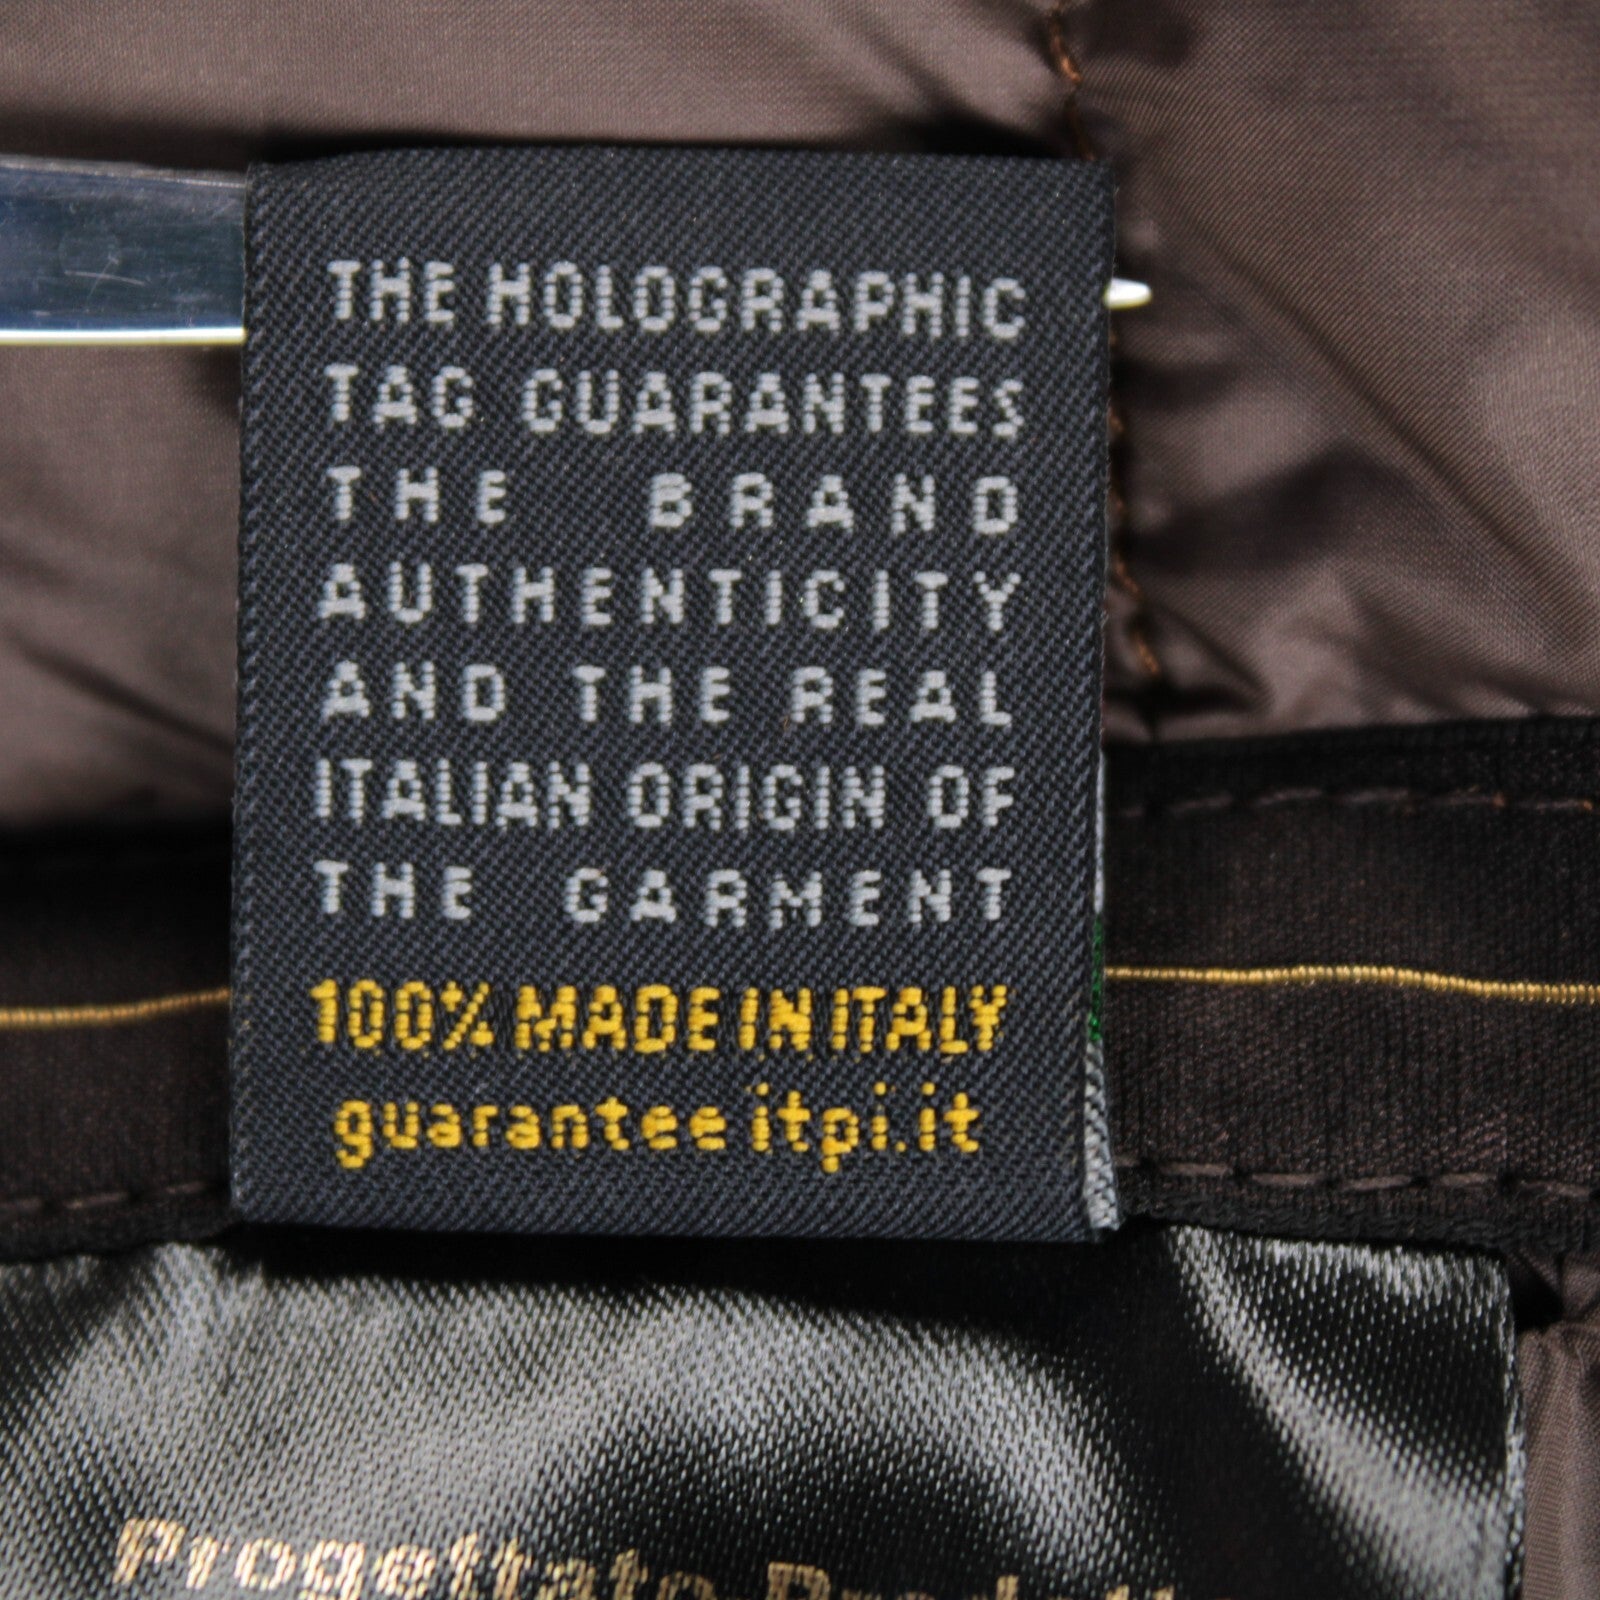 THE HOLOGRAPHIC
TAG GUARANTEES
THE BRAND
AUTHENTICITY
AND THE REAL
ITALIAN ORIGIN OF
THE GARMENT
100% MADE IN ITALY
guarantee itpi.it
Progettato